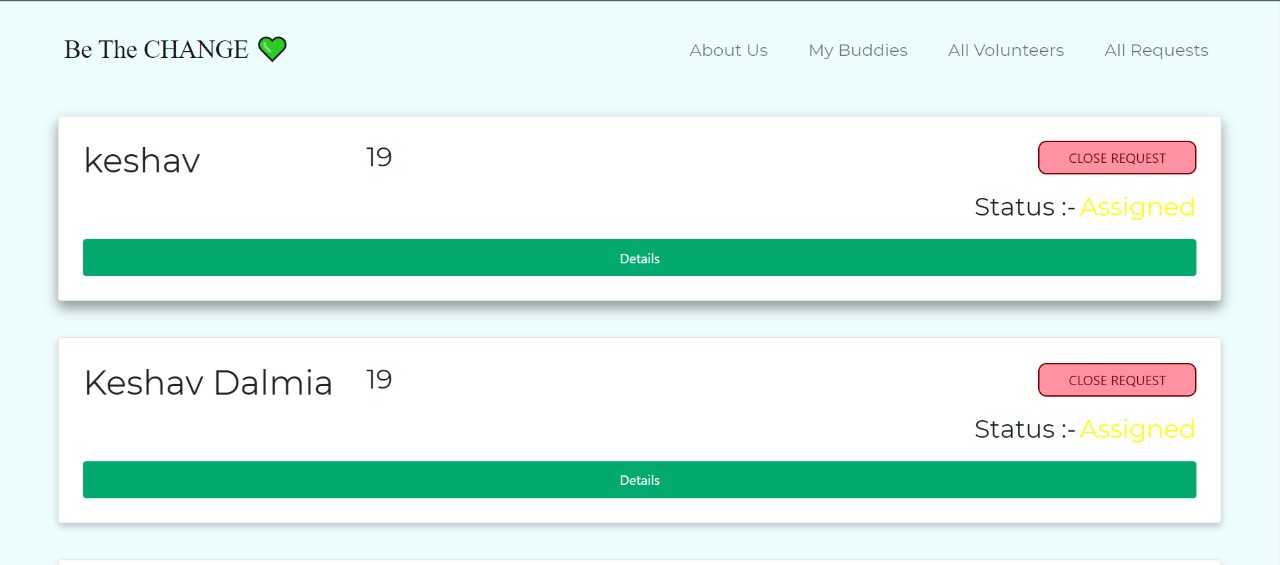 Be The CHANGE 💚 About Us My Buddies All Volunteers All Requests
keshav 19 CLOSE REQUEST
Status :- Assigned
Details
Keshav Dalmia 19 CLOSE REQUEST
Status :- Assigned
Details